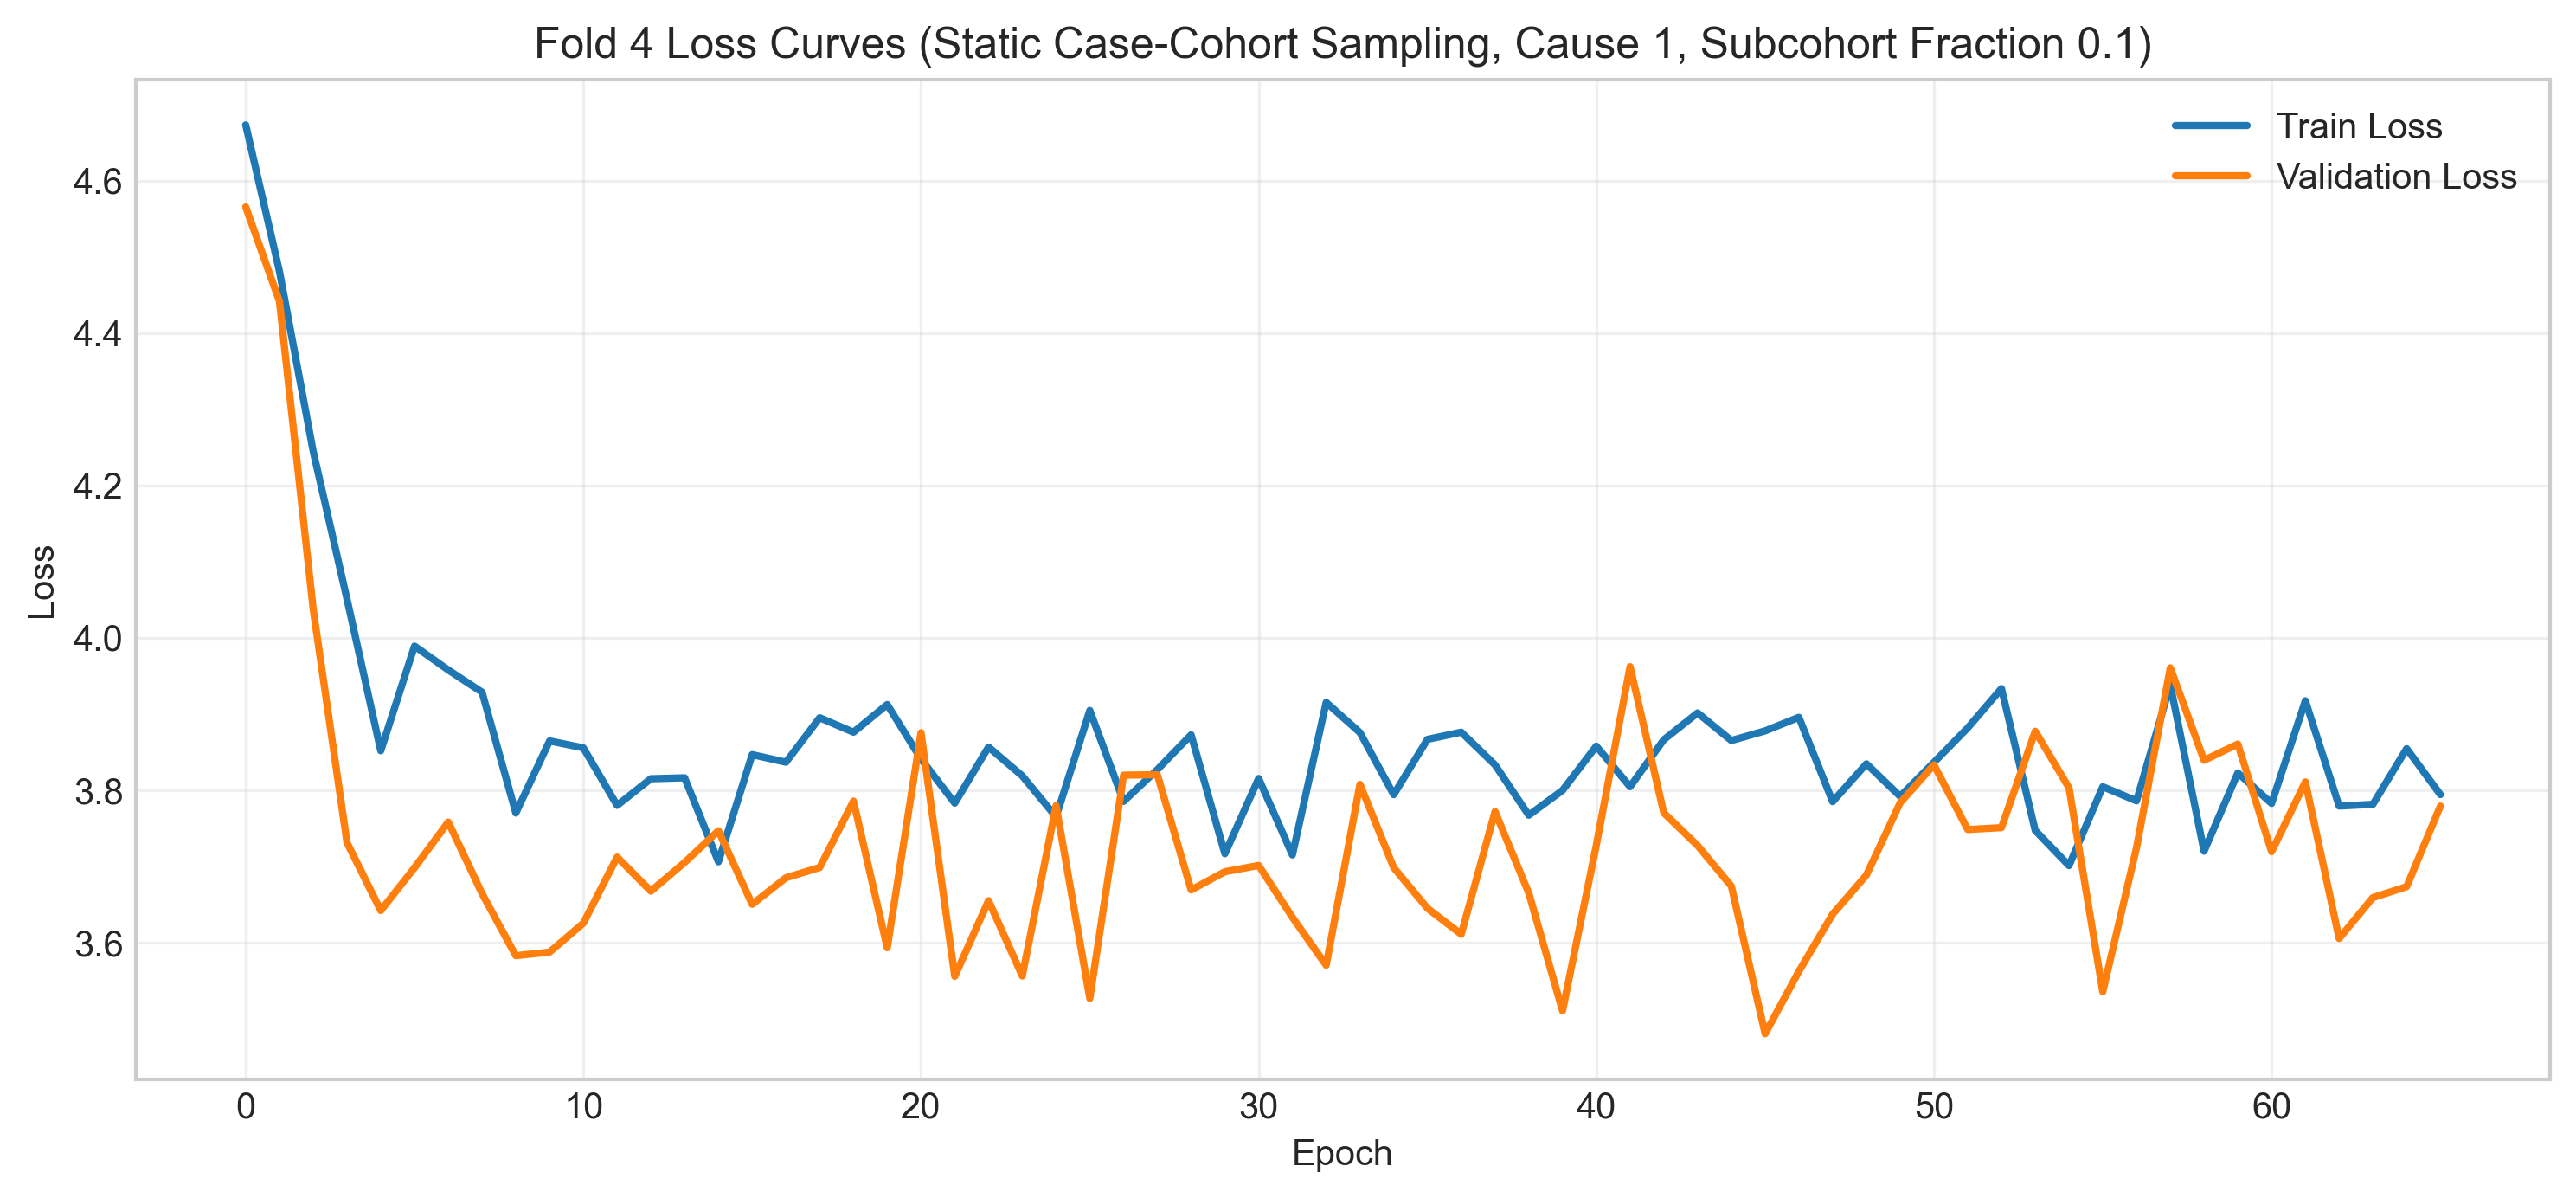 Fold 4 Loss Curves (Static Case-Cohort Sampling, Cause 1, Subcohort Fraction 0.1)
Train Loss
Validation Loss
Loss
4.6
4.4
4.2
4.0
3.8
3.6
0 10 20 30 40 50 60
Epoch